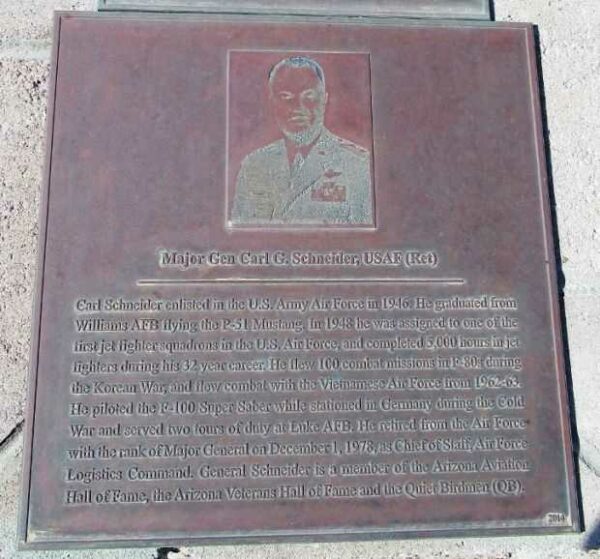 Major Gen Carl G. Schneider, USAF (Ret)
Carl Schneider enlisted in the U.S. Army Air Force in 1946. He graduated from
Williams AFB flying the P-51 Mustang. In 1948 he was assigned to one of the
first jet fighter squadrons in the U.S. Air Force, and completed 5,000 hours in jet
fighters during his 32 year career. He flew 100 combat missions in F-80s during
the Korean War, and flew combat with the Vietnamese Air Force from 1962-63.
He piloted the F-100 Super Saber while stationed in Germany during the Cold
War and served two tours of duty at Luke AFB. He retired from the Air Force
with the rank of Major General on December 1, 1978, as Chief of Staff, Air Force
Logistics Command. General Schneider is a member of the Arizona Aviation
Hall of Fame, the Arizona Veterans Hall of Fame and the Quiet Birdmen (QB).
2014